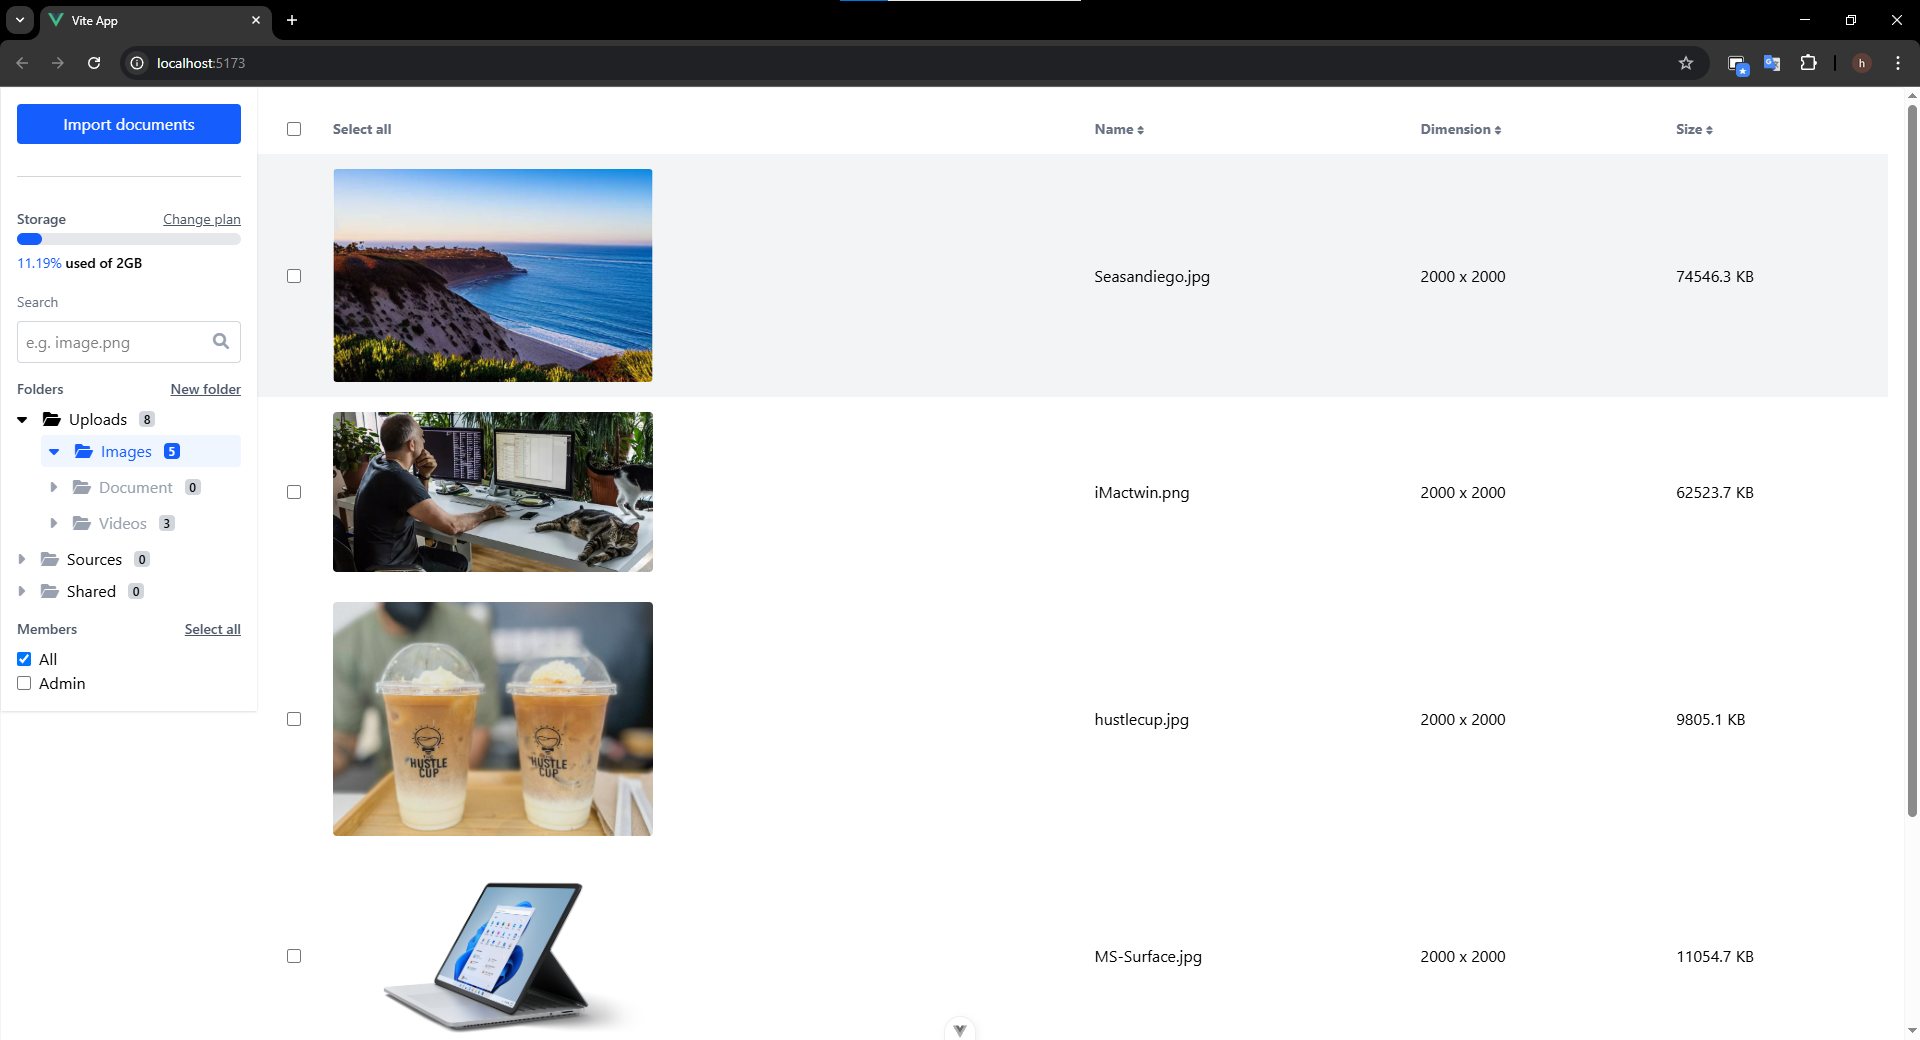 Vite App
localhost:5173
h
Import documents
Select all
Name
Dimension
Size
Storage
Change plan
11.19% used of 2GB
Search
e.g. image.png
Folders
New folder
Uploads 8
Images 5
Document 0
Videos 3
Sources 0
Shared 0
Members
Select all
All
Admin
Seasandiego.jpg
2000 x 2000
74546.3 KB
iMactwin.png
2000 x 2000
62523.7 KB
HUSTLE
CUP
HUSTLE
CUP
hustlecup.jpg
2000 x 2000
9805.1 KB
MS-Surface.jpg
2000 x 2000
11054.7 KB